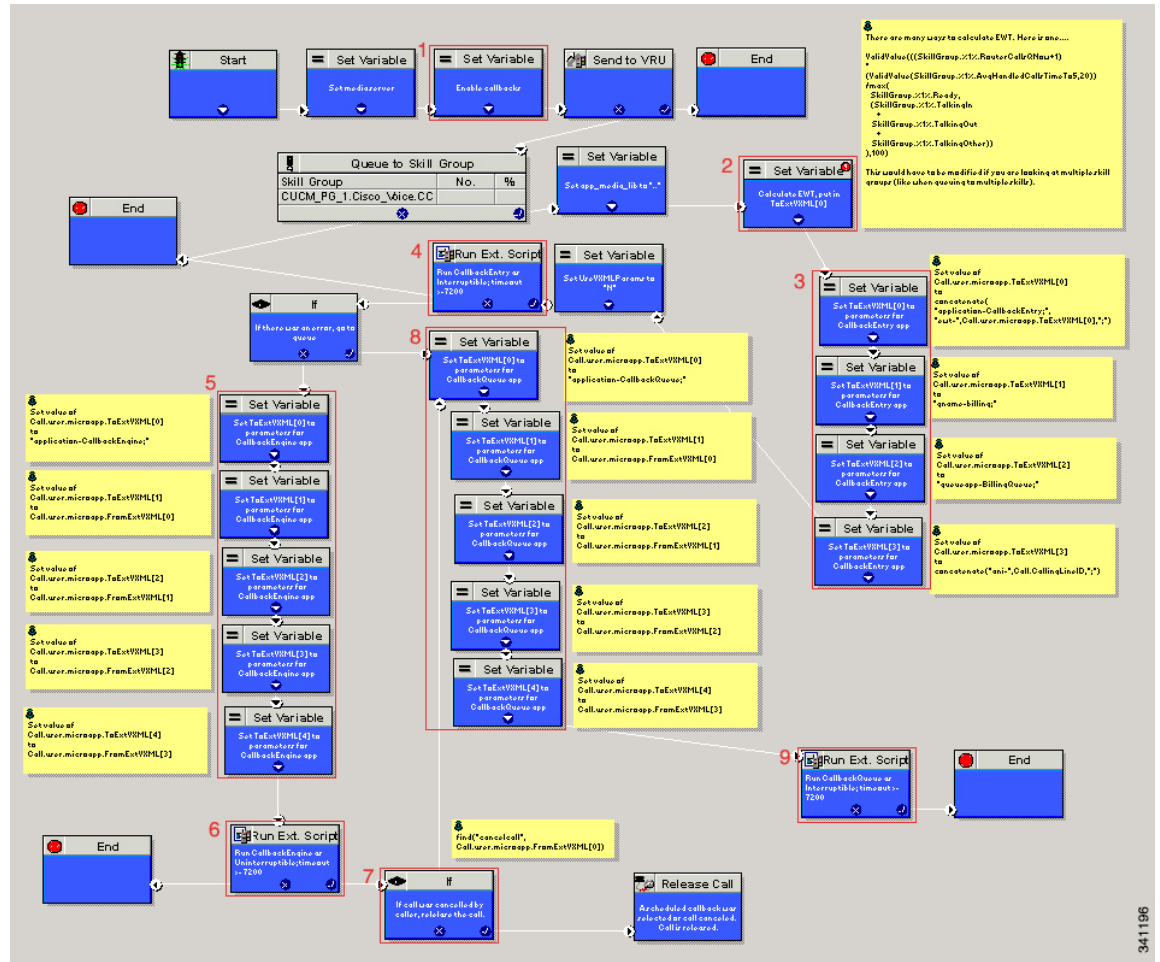 Start
Set Variable
Set mediaserver
1
Set Variable
Enable callbacks
Send to VRU
End
There are many ways to calculate EWT. Here is one....
ValidValue(((SkillGroup.%1%.RouterCallsQNow+1)
*
(ValidValue(SkillGroup.%1%.AvgHandledCallsTimeTo5,20))
/max(
SkillGroup.%1%.Ready,
(SkillGroup.%1%.TalkingIn
+
SkillGroup.%1%.TalkingOut
+
SkillGroup.%1%.TalkingOther))
),100)
This would have to be modified if you are looking at multiple skill
groups (like when queuing to multiple skills).
Queue to Skill Group
Skill Group No. %
CUCM_PG_1.Cisco_Voice.CC
Set Variable
Set app_media_lib to ".."
2
Set Variable
Calculate EWT, put in
ToExtVXML[0]
End
4
Run Ext. Script
Run CallbackEntry as
Interruptible; timeout
>=7200
Set Variable
Set UseVXMLParams to
"N"
3
Set Variable
Set ToExtVXML[0] to
parameters for
CallbackEntry app
Set value of
Call.user.microapp.ToExtVXML[0]
to
concatenate(
"application=CallbackEntry;",
"ewt=",Call.user.microapp.ToExtVXML[0],";")
If
If there was an error, go to
queue
8
Set Variable
Set ToExtVXML[0] to
parameters for
CallbackQueue app
Set value of
Call.user.microapp.ToExtVXML[0]
to
"application=CallbackQueue;"
Set Variable
Set ToExtVXML[1] to
parameters for
CallbackEntry app
Set value of
Call.user.microapp.ToExtVXML[1]
to
"qname=billing;"
5
Set Variable
Set ToExtVXML[0] to
parameters for
CallbackEngine app
Set value of
Call.user.microapp.ToExtVXML[0]
to
"application=CallbackEngine;"
Set Variable
Set ToExtVXML[1] to
parameters for
CallbackQueue app
Set value of
Call.user.microapp.ToExtVXML[1]
to
Call.user.microapp.FromExtVXML[0]
Set Variable
Set ToExtVXML[2] to
parameters for
CallbackEntry app
Set value of
Call.user.microapp.ToExtVXML[2]
to
"queueapp=BillingQueue;"
Set value of
Call.user.microapp.ToExtVXML[1]
to
Call.user.microapp.FromExtVXML[0]
Set Variable
Set ToExtVXML[1] to
parameters for
CallbackEngine app
Set Variable
Set ToExtVXML[2] to
parameters for
CallbackQueue app
Set value of
Call.user.microapp.ToExtVXML[2]
to
Call.user.microapp.FromExtVXML[1]
Set Variable
Set ToExtVXML[3] to
parameters for
CallbackEntry app
Set value of
Call.user.microapp.ToExtVXML[3]
to
concatenate("ani=",Call.CallingLineID,";")
Set value of
Call.user.microapp.ToExtVXML[2]
to
Call.user.microapp.FromExtVXML[1]
Set Variable
Set ToExtVXML[2] to
parameters for
CallbackEngine app
Set Variable
Set ToExtVXML[3] to
parameters for
CallbackQueue app
Set value of
Call.user.microapp.ToExtVXML[3]
to
Call.user.microapp.FromExtVXML[2]
Set value of
Call.user.microapp.ToExtVXML[3]
to
Call.user.microapp.FromExtVXML[2]
Set Variable
Set ToExtVXML[3] to
parameters for
CallbackEngine app
Set Variable
Set ToExtVXML[4] to
parameters for
CallbackQueue app
Set value of
Call.user.microapp.ToExtVXML[4]
to
Call.user.microapp.FromExtVXML[3]
Set value of
Call.user.microapp.ToExtVXML[4]
to
Call.user.microapp.FromExtVXML[3]
Set Variable
Set ToExtVXML[4] to
parameters for
CallbackEngine app
9
Run Ext. Script
Run CallbackQueue as
Interruptible; timeout >=
7200
End
End
6
Run Ext. Script
Run CallbackEngine as
Uninterruptible; timeout
>=7200
find("cancelcall",
Call.user.microapp.FromExtVXML[0])
7
If
If call was cancelled by
caller, release the call.
Release Call
A scheduled callback was
selected or call canceled.
Call is released.
341196